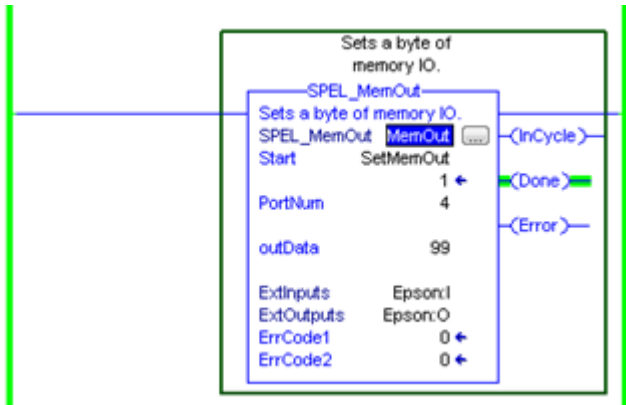 Sets a byte of
memory IO.
SPEL_MemOut
Sets a byte of memory IO.
SPEL_MemOut MemOut ... (InCycle)
Start SetMemOut
1 (Done)
PortNum 4
(Error)
outData 99
ExtInputs Epson:I
ExtOutputs Epson:O
ErrCode1 0
ErrCode2 0